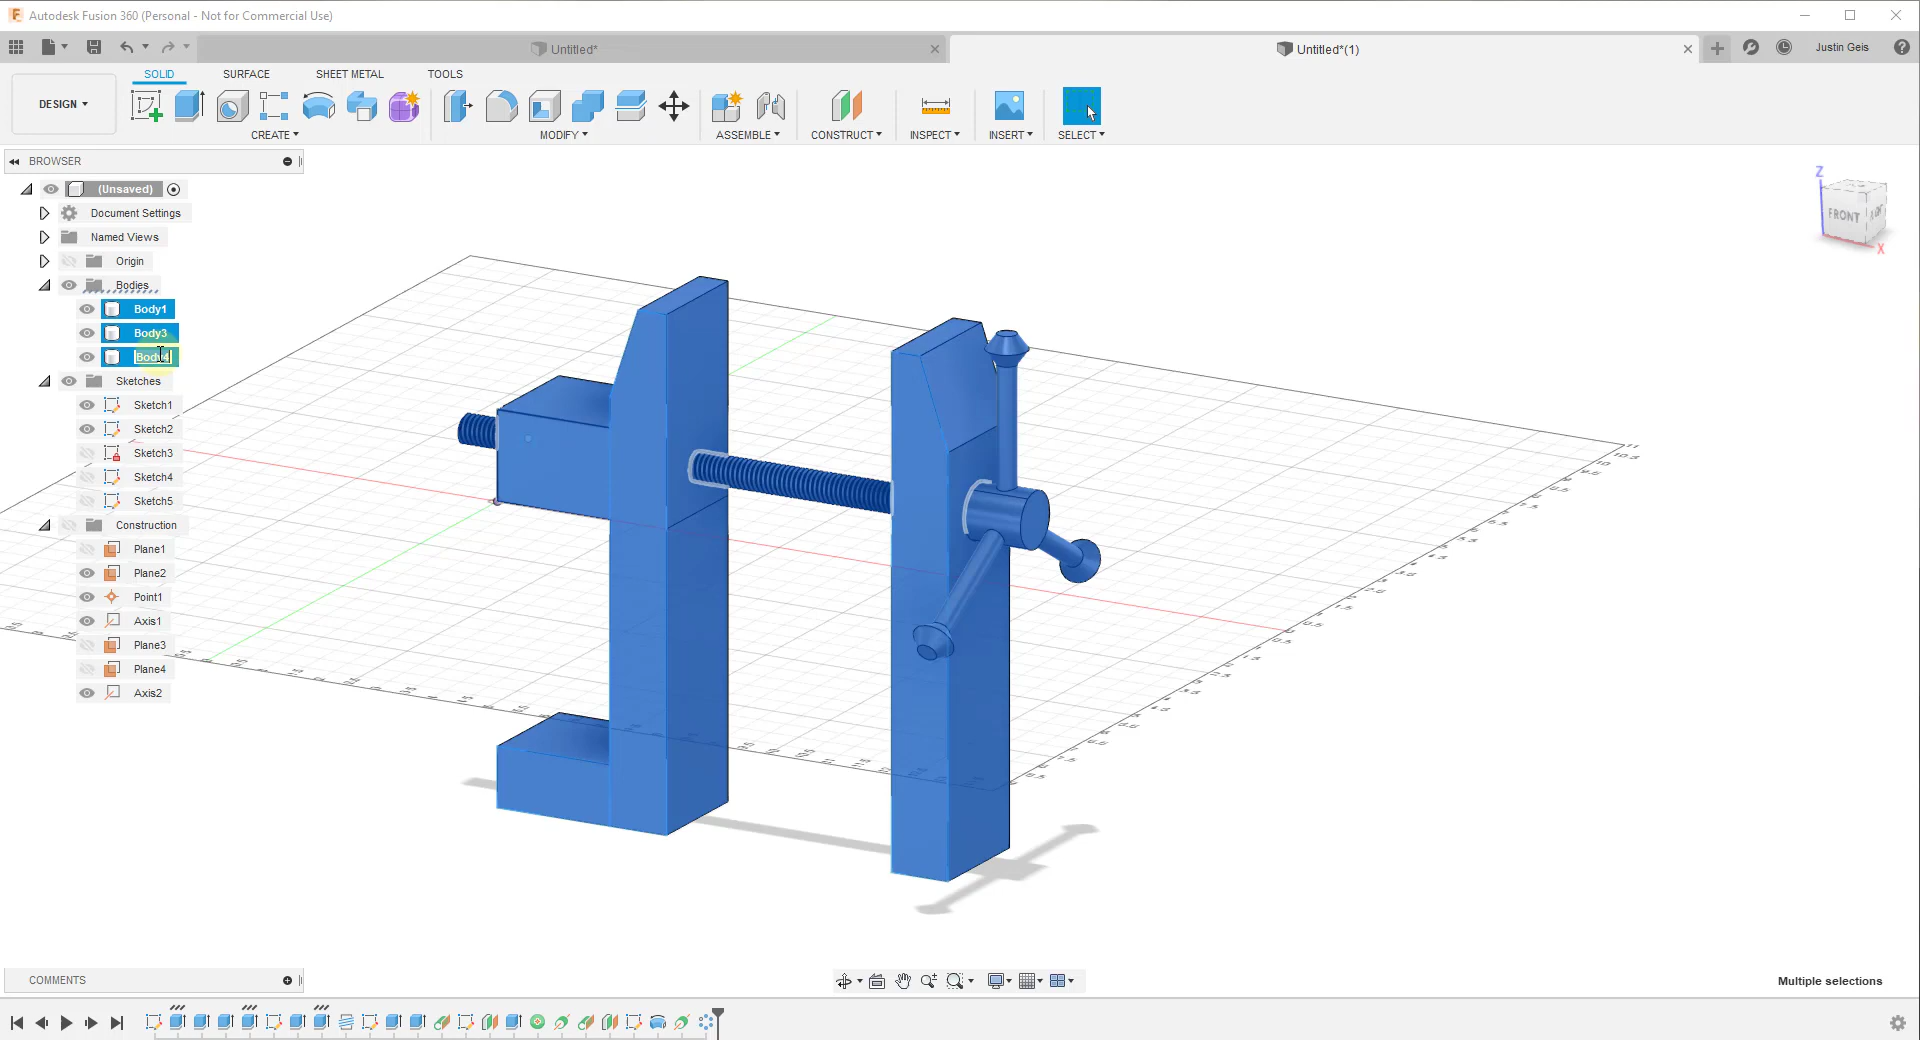 Autodesk Fusion 360 (Personal - Not for Commercial Use)
Untitled*
Untitled*(1)
Justin Geis
DESIGN
SOLID
SURFACE
SHEET METAL
TOOLS
CREATE
MODIFY
ASSEMBLE
CONSTRUCT
INSPECT
INSERT
SELECT
BROWSER
(Unsaved)
Document Settings
Named Views
Origin
Bodies
Body1
Body3
Body4
Sketches
Sketch1
Sketch2
Sketch3
Sketch4
Sketch5
Construction
Plane1
Plane2
Point1
Axis1
Plane3
Plane4
Axis2
Z
FRONT
X
COMMENTS
Multiple selections